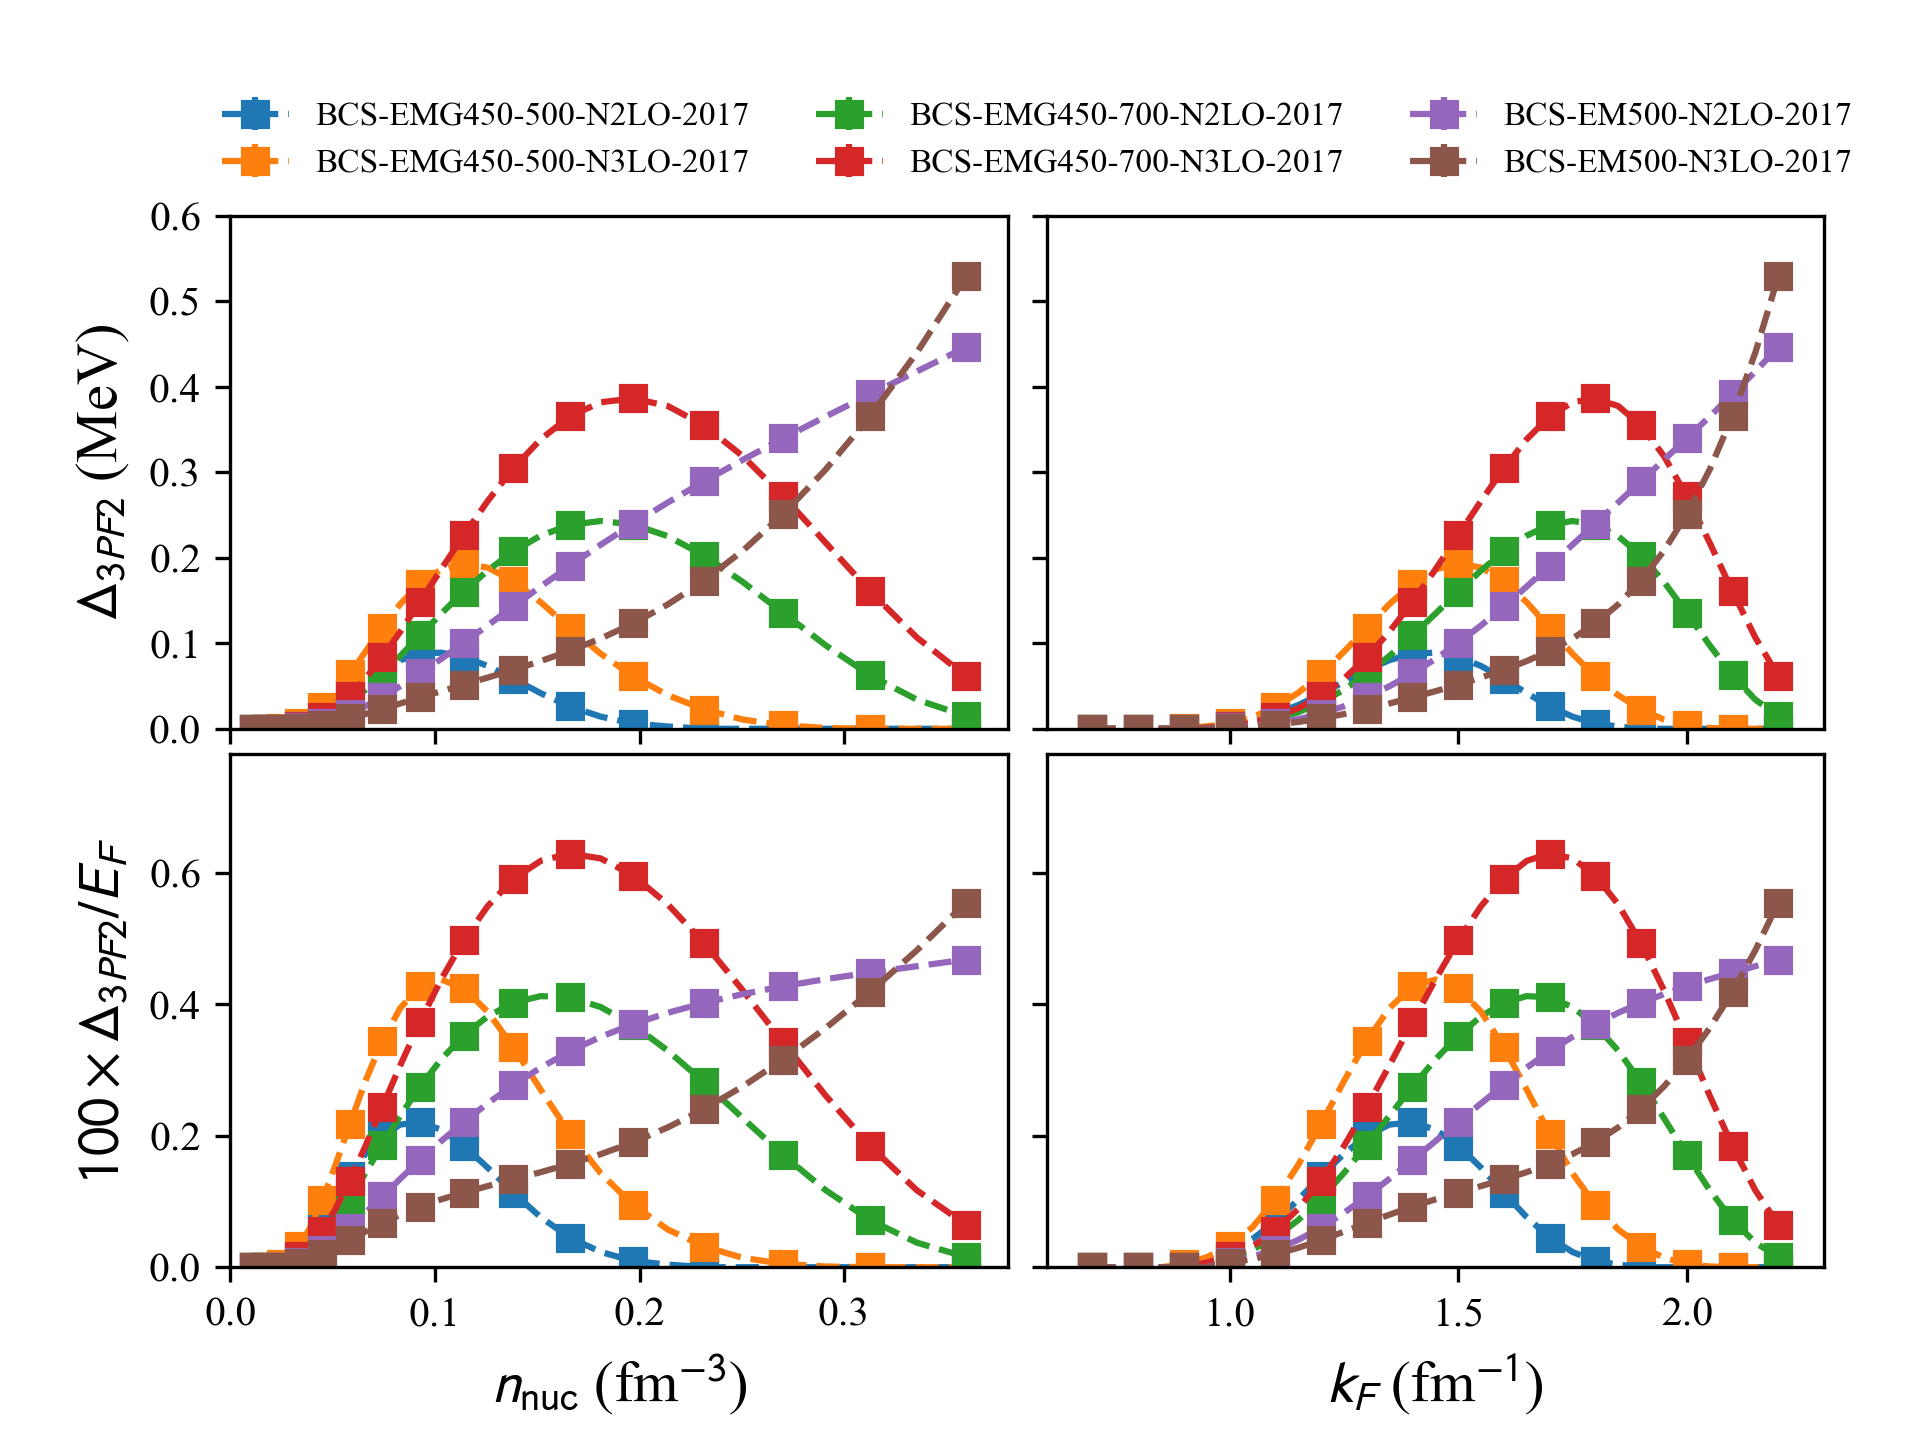 BCS-EMG450-500-N2LO-2017 BCS-EMG450-700-N2LO-2017 BCS-EM500-N2LO-2017
BCS-EMG450-500-N3LO-2017 BCS-EMG450-700-N3LO-2017 BCS-EM500-N3LO-2017
0.6
0.5
0.4
0.3
0.2
0.1
0.0
Δ3PF2 (MeV)
0.6
0.4
0.2
0.0
100×Δ3PF2/EF
0.0 0.1 0.2 0.3 1.0 1.5 2.0
nnuc (fm−3) kF (fm−1)